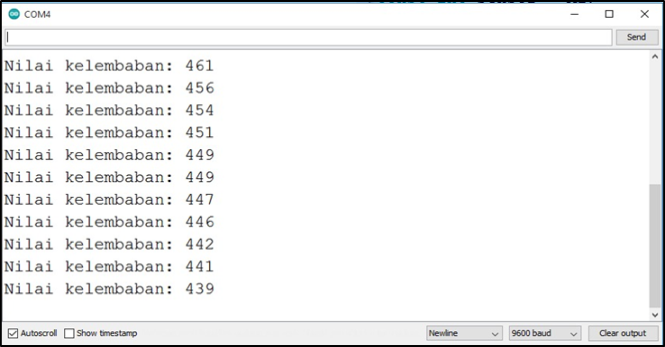 COM4
Send
Nilai kelembaban: 461
Nilai kelembaban: 456
Nilai kelembaban: 454
Nilai kelembaban: 451
Nilai kelembaban: 449
Nilai kelembaban: 449
Nilai kelembaban: 447
Nilai kelembaban: 446
Nilai kelembaban: 442
Nilai kelembaban: 441
Nilai kelembaban: 439
Autoscroll Show timestamp Newline 9600 baud Clear output